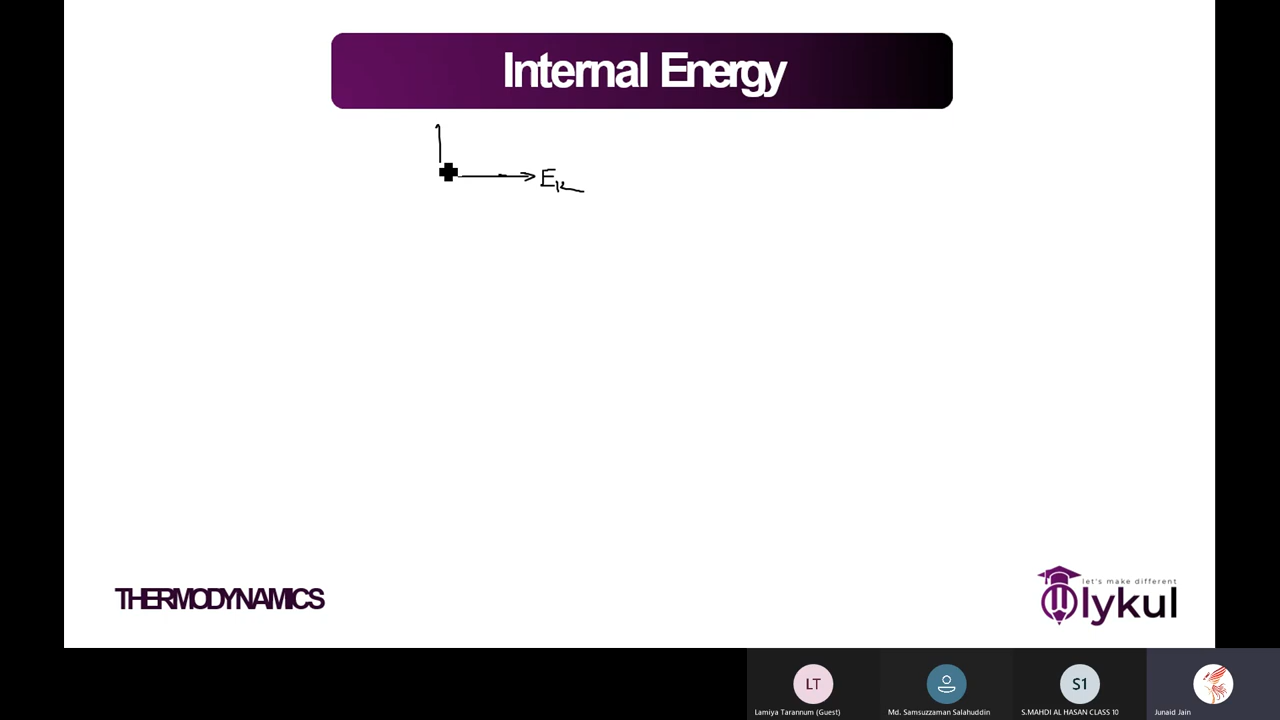 Internal Energy
E_k
THERMODYNAMICS
let's make different
lykul
LT
S1
Lamiya Tarannum (Guest)
Md. Samsuzzaman Salahuddin
S.MAHDI AL HASAN CLASS 10
Junaid Jain